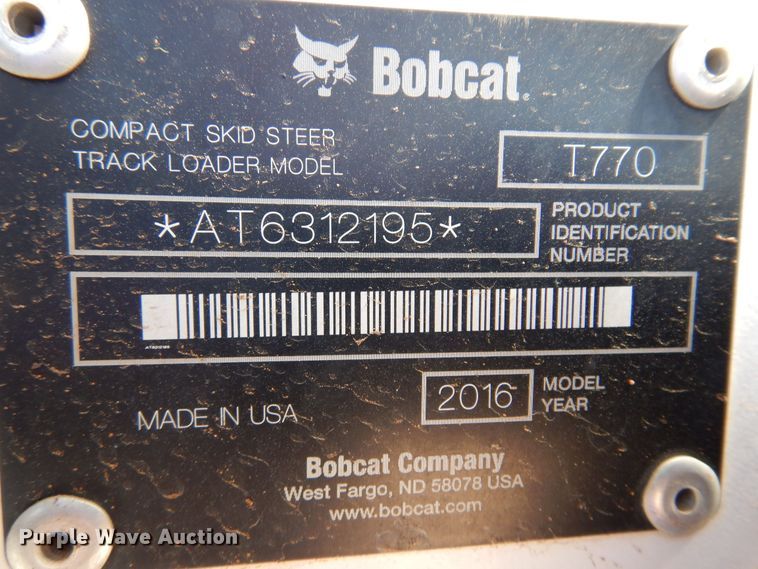 Bobcat.
COMPACT SKID STEER
TRACK LOADER MODEL
T770
*AT6312195*
PRODUCT
IDENTIFICATION
NUMBER
AT6312195
MADE IN USA
2016
MODEL
YEAR
Bobcat Company
West Fargo, ND 58078 USA
www.bobcat.com
Purple Wave Auction